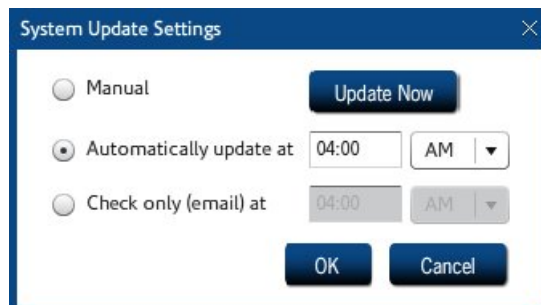 System Update Settings
Manual
Update Now
Automatically update at 04:00 AM
Check only (email) at 04:00 AM
OK Cancel